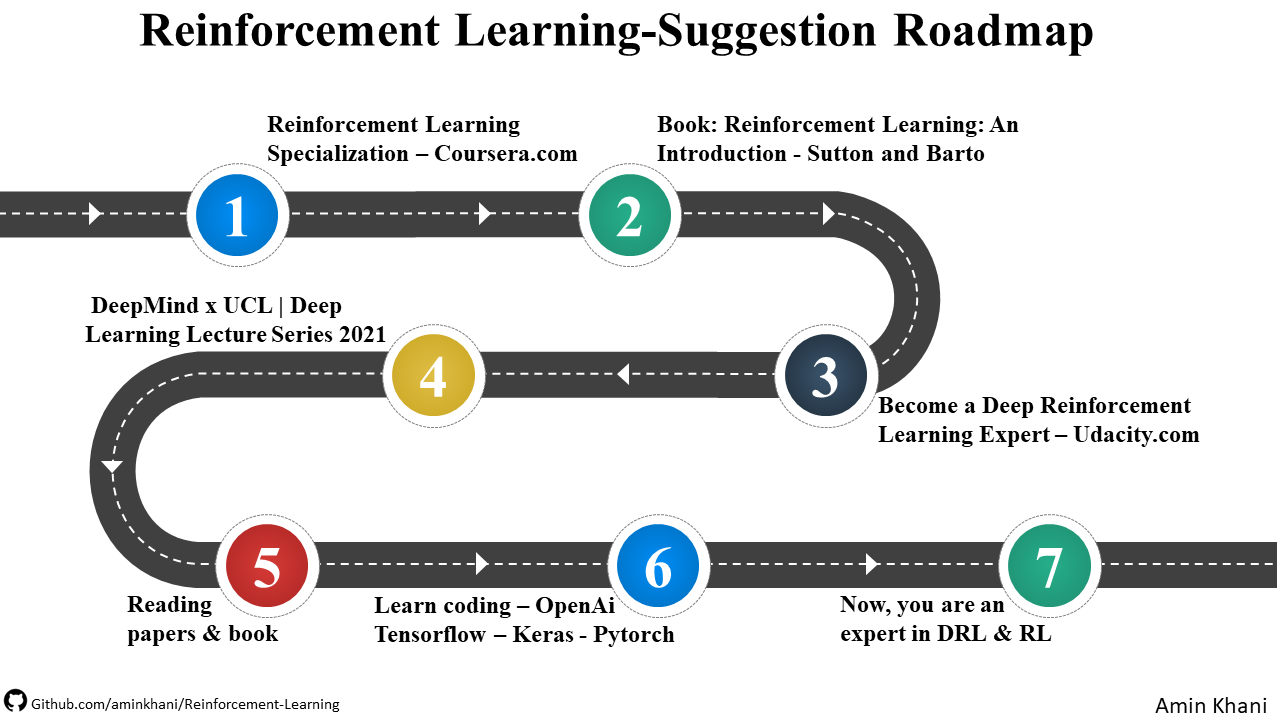 Reinforcement Learning-Suggestion Roadmap
Reinforcement Learning
Specialization – Coursera.com
1
Book: Reinforcement Learning: An
Introduction - Sutton and Barto
2
3
Become a Deep Reinforcement
Learning Expert – Udacity.com
DeepMind x UCL | Deep
Learning Lecture Series 2021
4
5
Reading
papers & book
6
Learn coding – OpenAi
Tensorflow – Keras - Pytorch
7
Now, you are an
expert in DRL & RL
Github.com/aminkhani/Reinforcement-Learning
Amin Khani